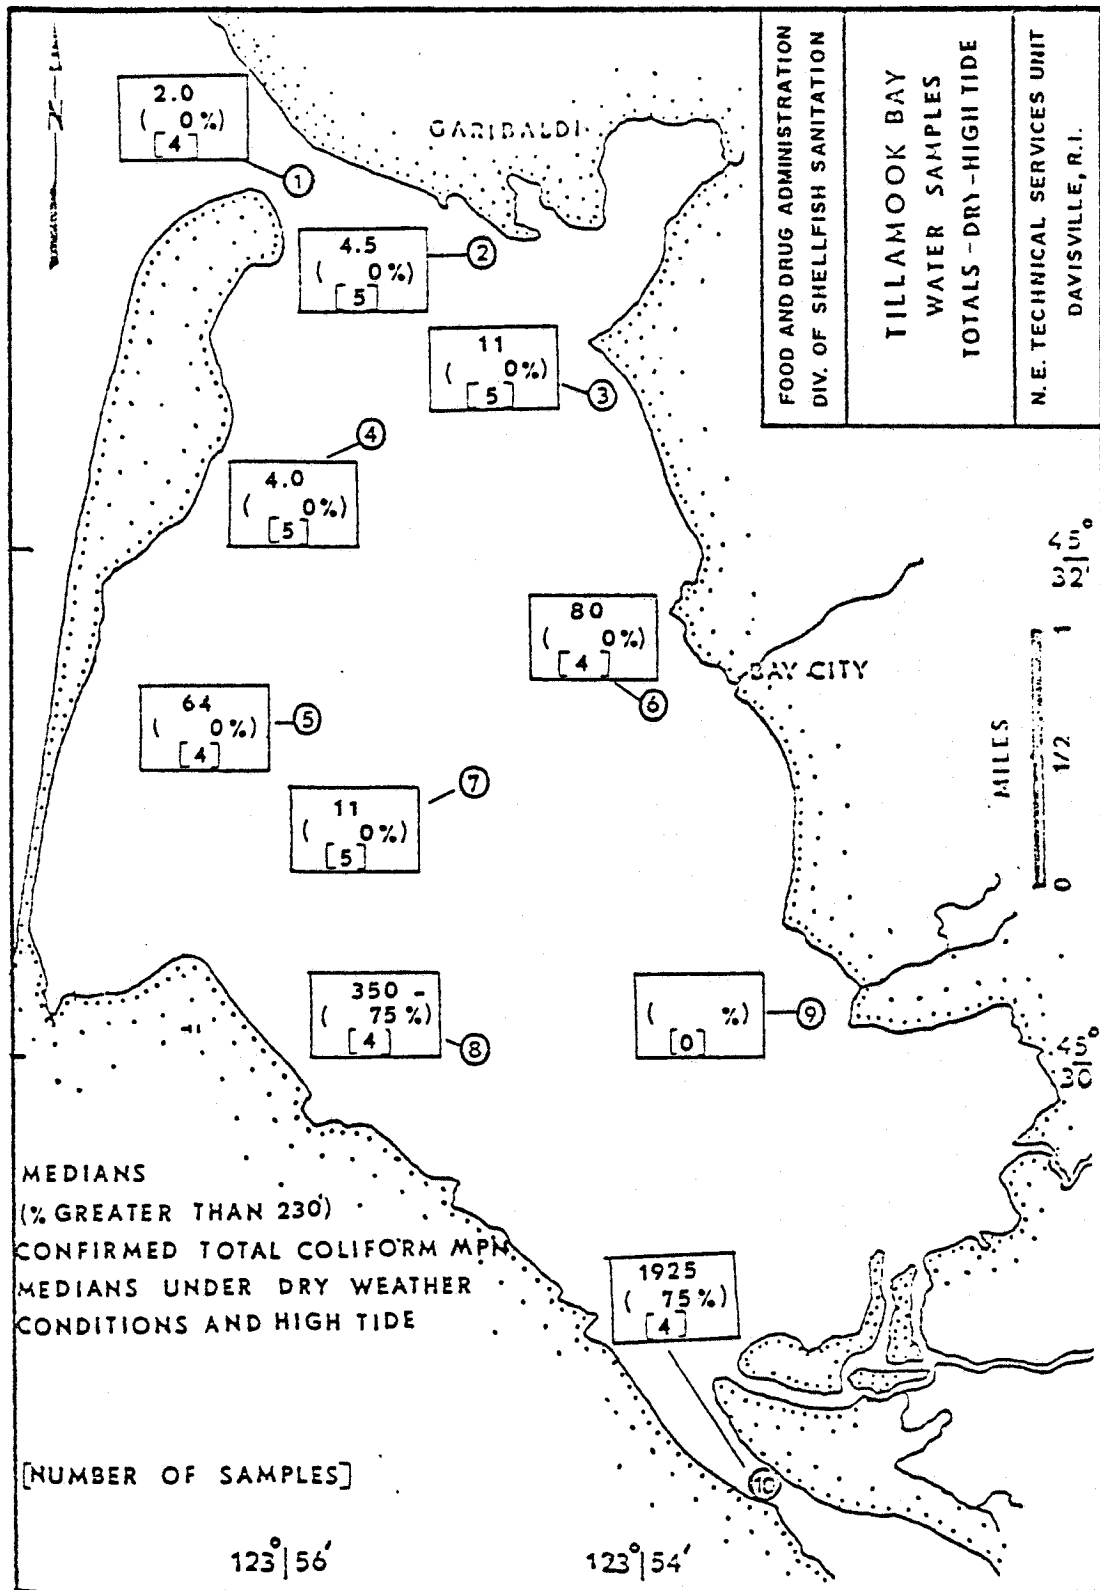 FOOD AND DRUG ADMINISTRATION
DIV. OF SHELLFISH SANITATION
TILLAMOOK BAY
WATER SAMPLES
TOTALS-DRY-HIGH TIDE
N.E. TECHNICAL SERVICES UNIT
DAVISVILLE, R.I.
N
GARIBALDI
2.0
( 0%)
[4]
1
4.5
( 0%)
[5]
2
11
( 0%)
[5]
3
4
4.0
( 0%)
[5]
45°
32'
80
( 0%)
[4]
6
BAY CITY
64
( 0%)
[4]
5
11
( 0%)
[5]
7
MILES
1
1/2
0
350 -
( 75%)
[4]
8
( %)
[0]
9
45°
30'
MEDIANS
(% GREATER THAN 230)
CONFIRMED TOTAL COLIFORM MPN
MEDIANS UNDER DRY WEATHER
CONDITIONS AND HIGH TIDE
1925
( 75%)
[4]
10
[NUMBER OF SAMPLES]
123°|56'
123°|54'